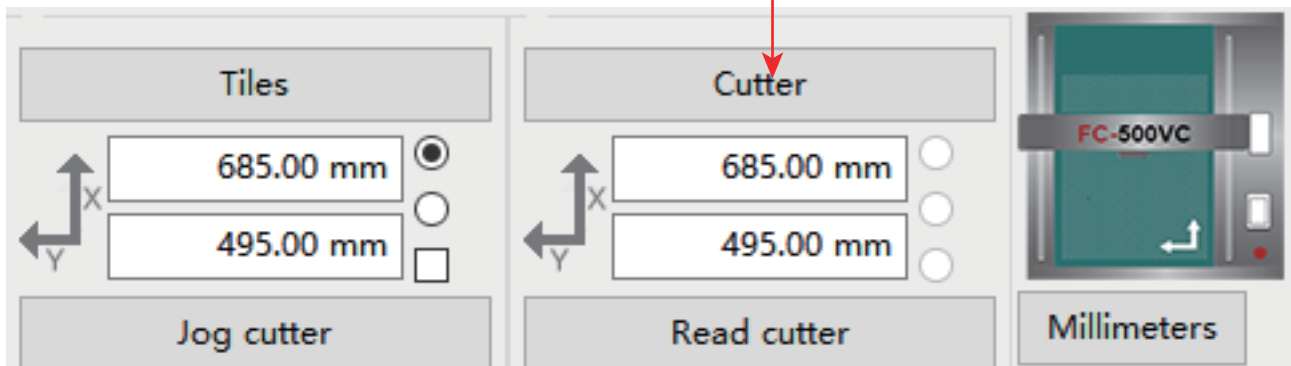 Tiles
685.00 mm
X
495.00 mm
Y
Jog cutter
Cutter
685.00 mm
X
495.00 mm
Y
Read cutter
FC-500VC
Millimeters